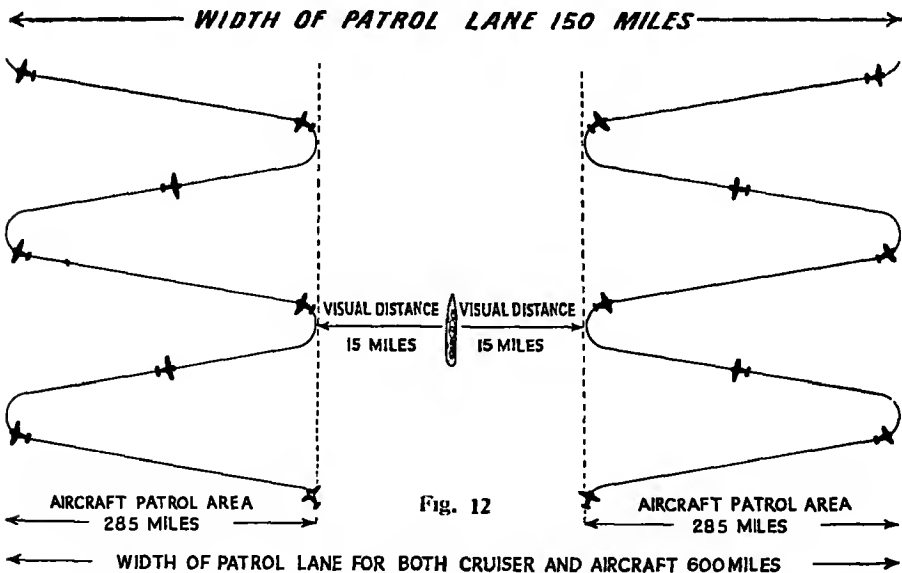 WIDTH OF PATROL LANE 150 MILES
VISUAL DISTANCE VISUAL DISTANCE
15 MILES 15 MILES
AIRCRAFT PATROL AREA
285 MILES
Fig. 12
AIRCRAFT PATROL AREA
285 MILES
WIDTH OF PATROL LANE FOR BOTH CRUISER AND AIRCRAFT 600 MILES